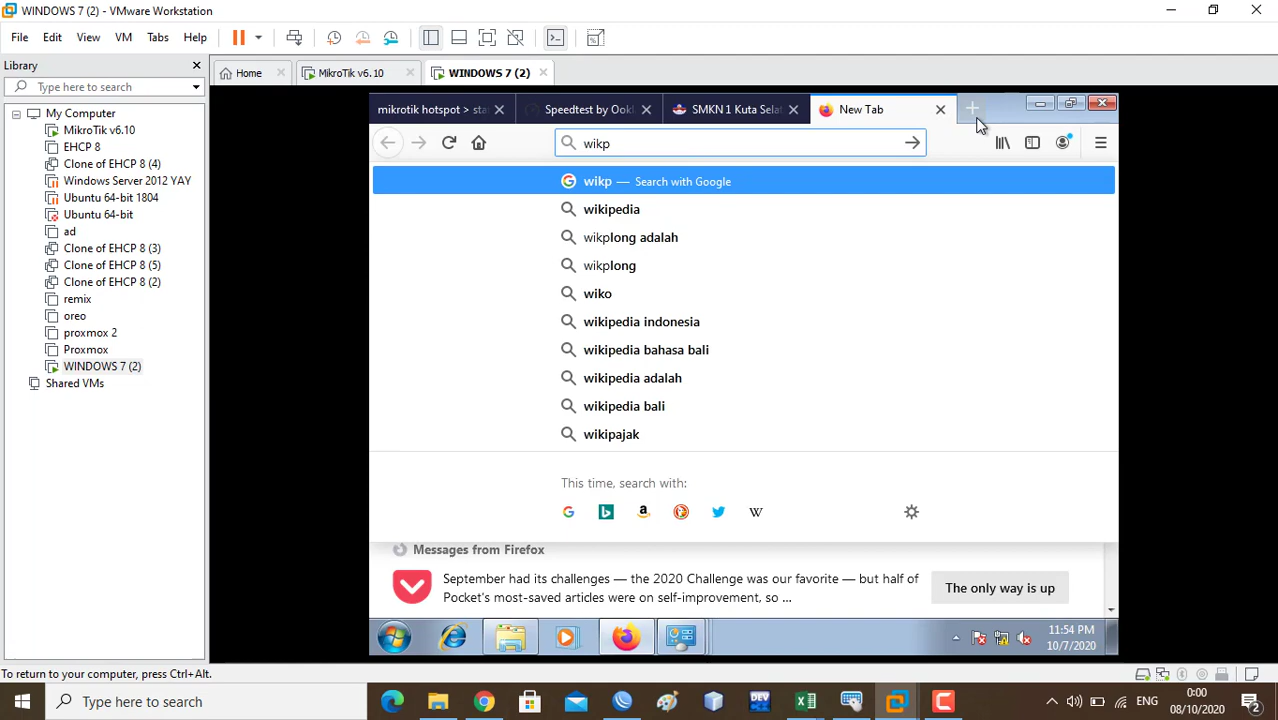 WINDOWS 7 (2) - VMware Workstation
File Edit View VM Tabs Help
Library
Type here to search
Home
MikroTik v6.10
WINDOWS 7 (2)
My Computer
MikroTik v6.10
EHCP 8
Clone of EHCP 8 (4)
Windows Server 2012 YAY
Ubuntu 64-bit 1804
Ubuntu 64-bit
ad
Clone of EHCP 8 (3)
Clone of EHCP 8 (5)
Clone of EHCP 8 (2)
remix
oreo
proxmox 2
Proxmox
WINDOWS 7 (2)
Shared VMs
mikrotik hotspot > sta
Speedtest by Ookl
SMKN 1 Kuta Selat
New Tab
wikp
wikp — Search with Google
wikipedia
wikplong adalah
wikplong
wiko
wikipedia indonesia
wikipedia bahasa bali
wikipedia adalah
wikipedia bali
wikipajak
This time, search with:
Messages from Firefox
September had its challenges — the 2020 Challenge was our favorite — but half of
Pocket's most-saved articles were on self-improvement, so ...
The only way is up
11:54 PM
10/7/2020
To return to your computer, press Ctrl+Alt.
Type here to search
DEV
ENG
0:00
08/10/2020
2